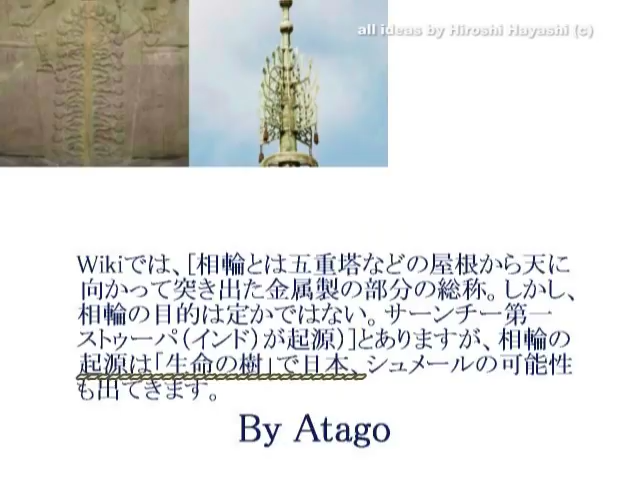 all ideas by Hiroshi Hayashi (c)
Wikiでは、[相輪とは五重塔などの屋根から天に
向かって突き出た金属製の部分の総称。しかし、
相輪の目的は定かではない。サーンチー第一
ストゥーパ(インド)が起源)]とありますが、相輪の
起源は「生命の樹」で日本、シュメールの可能性
も出てきます。
By Atago